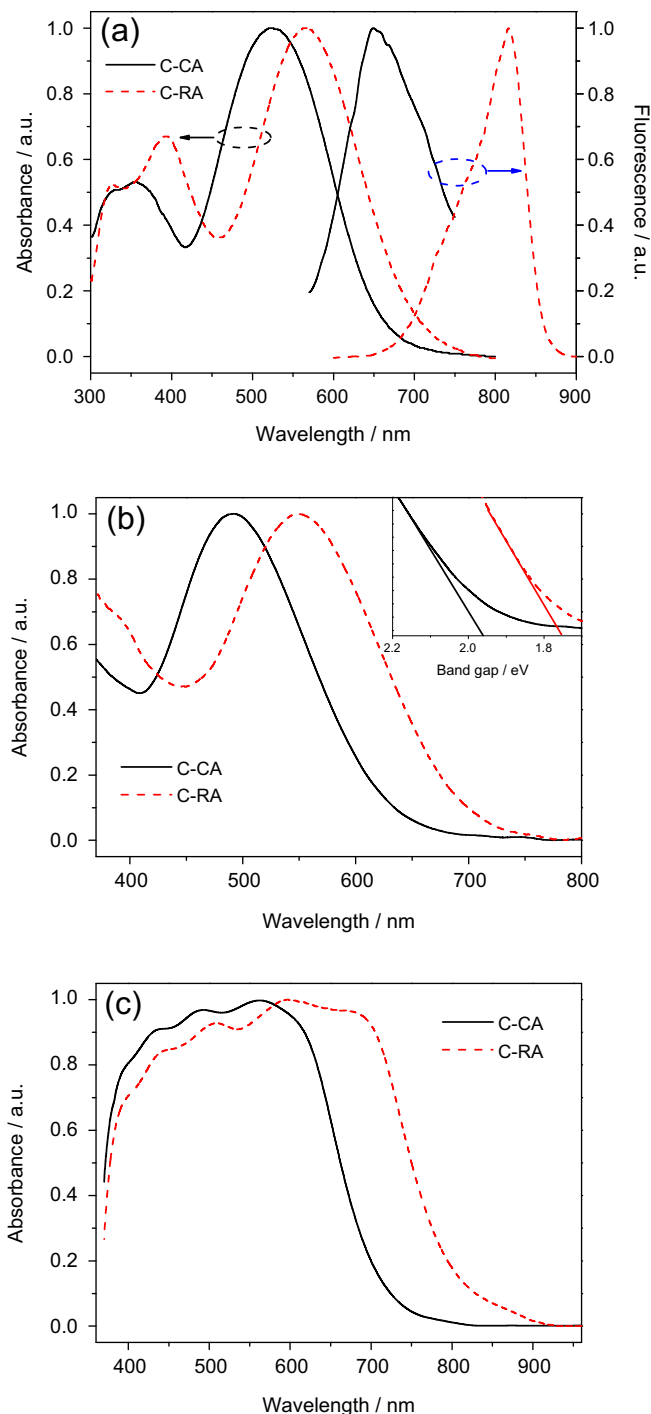 (a)
C-CA
C-RA
1.0
0.8
0.6
0.4
0.2
0.0
Absorbance / a.u.
1.0
0.8
0.6
0.4
0.2
0.0
Fluorescence / a.u.
300 400 500 600 700 800 900
Wavelength / nm
(b)
1.0
0.8
0.6
0.4
0.2
0.0
Absorbance / a.u.
2.2 2.0 1.8
Band gap / eV
C-CA
C-RA
400 500 600 700 800
Wavelength / nm
(c)
1.0
0.8
0.6
0.4
0.2
0.0
Absorbance / a.u.
C-CA
C-RA
400 500 600 700 800 900
Wavelength / nm